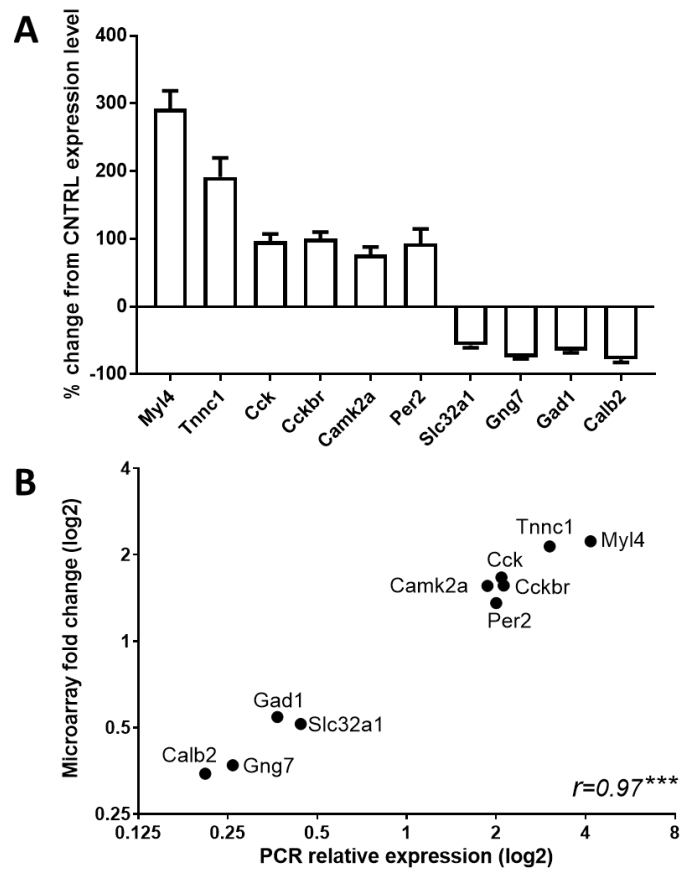 A
% change from CNTRL expression level
400
300
200
100
0
-100
Myl4
Tnnc1
Cck
Cckbr
Camk2a
Per2
Slc32a1
Gng7
Gad1
Calb2
B
Microarray fold change (log2)
4
2
1
0.5
0.25
Tnnc1
Myl4
Cck
Camk2a
Cckbr
Per2
Gad1
Slc32a1
Calb2
Gng7
r=0.97***
0.125
0.25
0.5
1
2
4
8
PCR relative expression (log2)